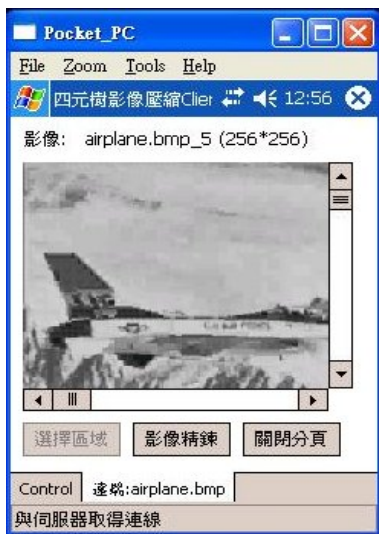 Pocket_PC
File Zoom Tools Help
四元樹影像壓縮Clier 12:56
影像: airplane.bmp_5 (256*256)
選擇區域 影像精鍊 關閉分頁
Control 遠端:airplane.bmp
與伺服器取得連線